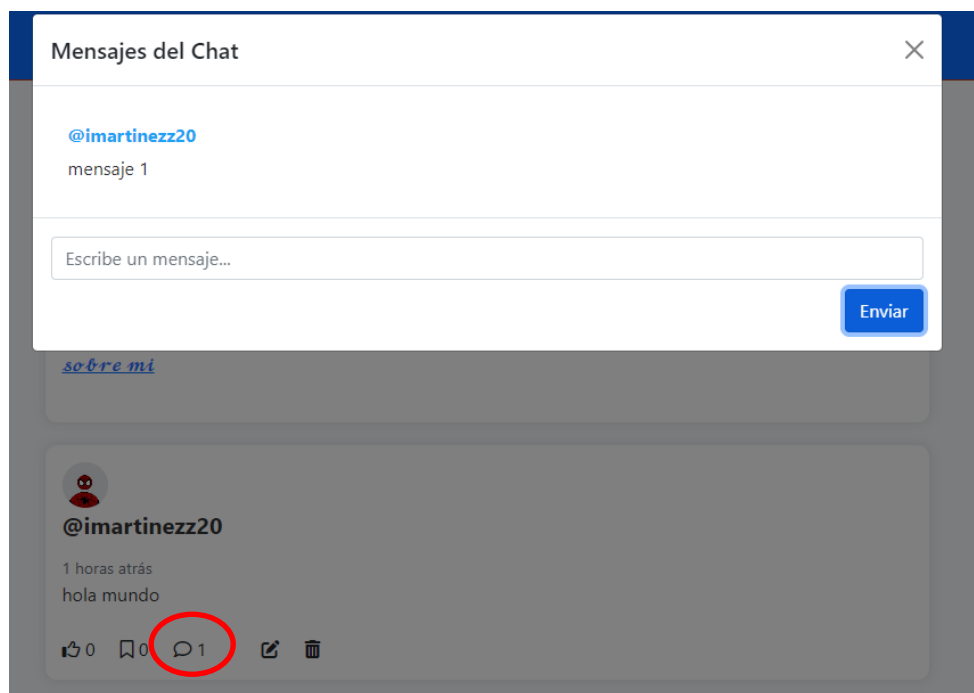 Mensajes del Chat
@imartinezz20
mensaje 1
Escribe un mensaje...
Enviar
sobre mi
@imartinezz20
1 horas atrás
hola mundo
0 0 1